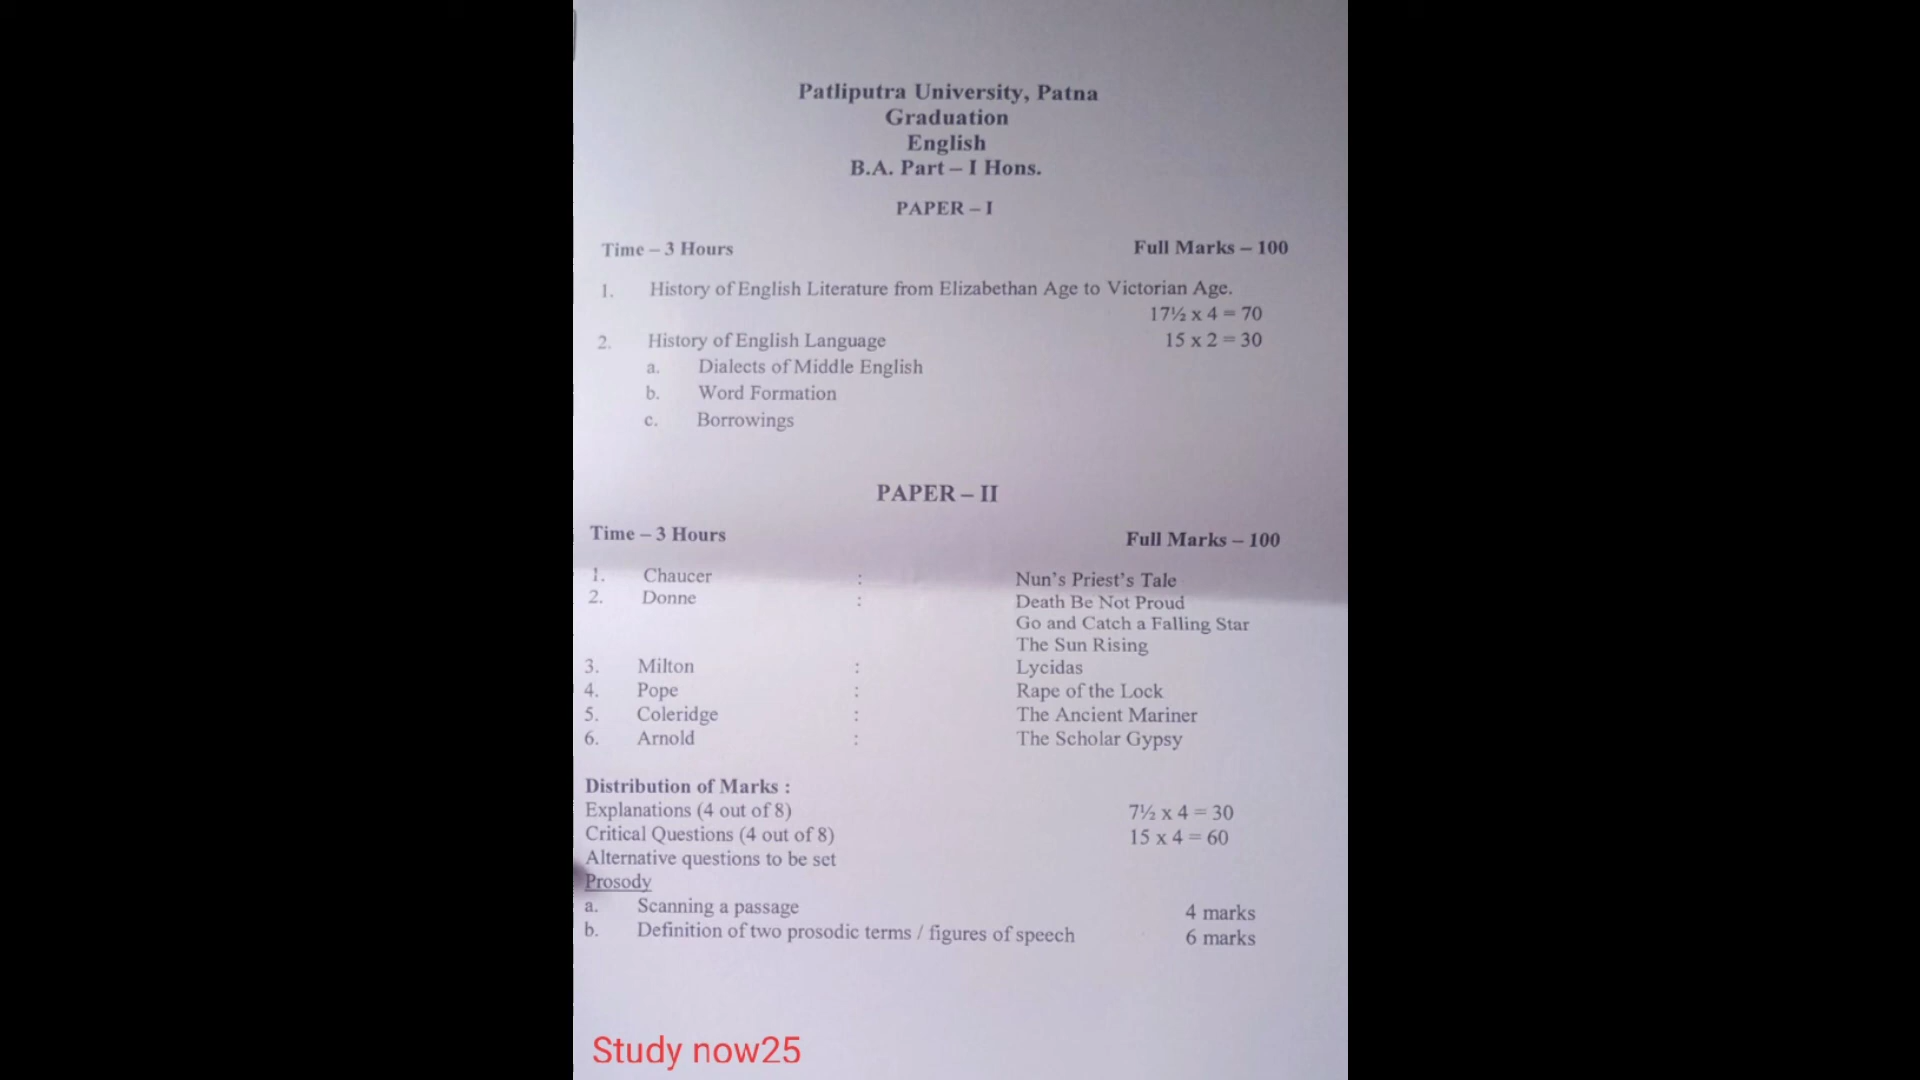 Patliputra University, Patna
Graduation
English
B.A. Part – I Hons.
PAPER – I
Time – 3 Hours Full Marks – 100
1. History of English Literature from Elizabethan Age to Victorian Age.
17½ x 4 = 70
2. History of English Language 15 x 2 = 30
a. Dialects of Middle English
b. Word Formation
c. Borrowings
PAPER – II
Time – 3 Hours Full Marks – 100
1. Chaucer : Nun's Priest's Tale
2. Donne : Death Be Not Proud
Go and Catch a Falling Star
The Sun Rising
3. Milton : Lycidas
4. Pope : Rape of the Lock
5. Coleridge : The Ancient Mariner
6. Arnold : The Scholar Gypsy
Distribution of Marks :
Explanations (4 out of 8) 7½ x 4 = 30
Critical Questions (4 out of 8) 15 x 4 = 60
Alternative questions to be set
Prosody
a. Scanning a passage 4 marks
b. Definition of two prosodic terms / figures of speech 6 marks
Study now25